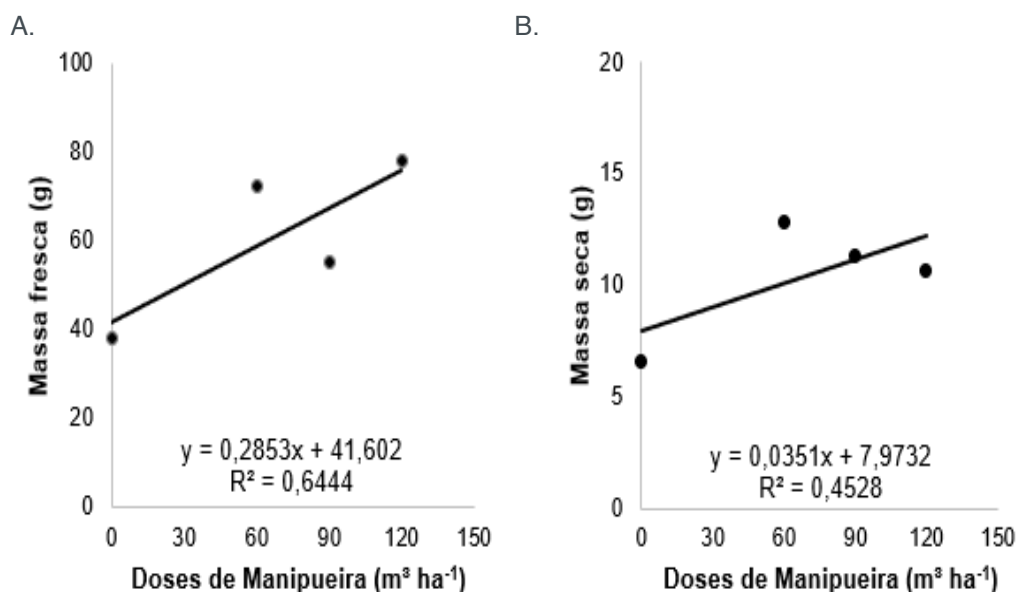 A.
100
80
60
40
20
0
Massa fresca (g)
y = 0,2853x + 41,602
R² = 0,6444
0 30 60 90 120 150
Doses de Manipueira (m³ ha⁻¹)
B.
20
15
10
5
0
Massa seca (g)
y = 0,0351x + 7,9732
R² = 0,4528
0 30 60 90 120 150
Doses de Manipueira (m³ ha⁻¹)